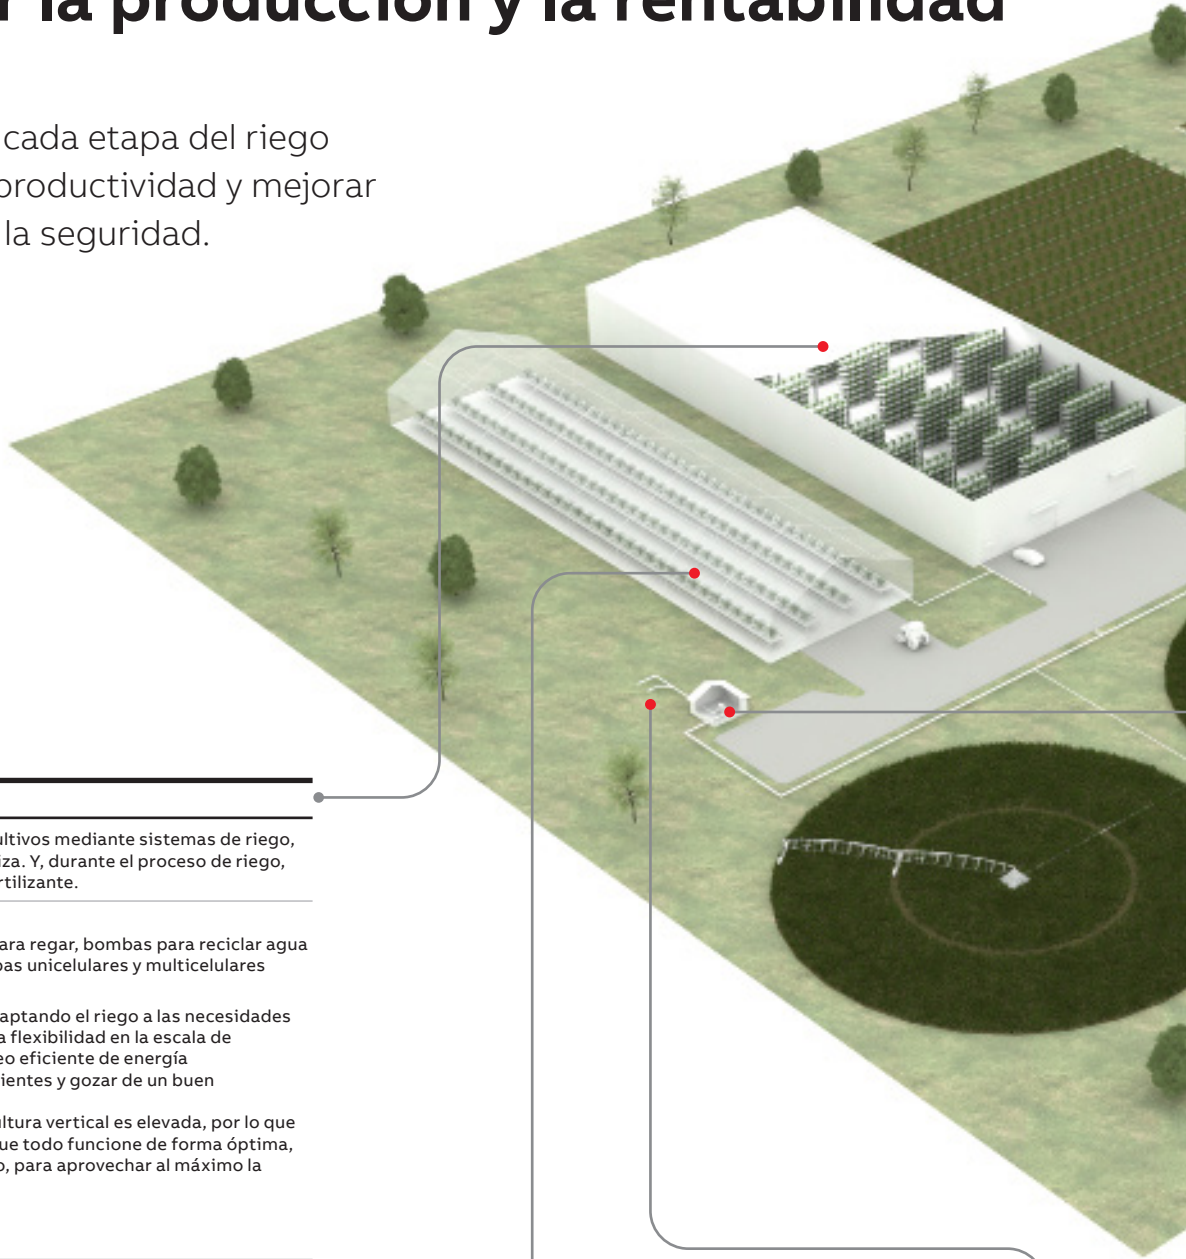 r la producción y la rentabilidad
cada etapa del riego
productividad y mejorar
la seguridad.
ultivos mediante sistemas de riego,
iza. Y, durante el proceso de riego,
rtilizante.
ara regar, bombas para reciclar agua
bas unicelulares y multicelulares
aptando el riego a las necesidades
a flexibilidad en la escala de
eo eficiente de energía
ientes y gozar de un buen
ultura vertical es elevada, por lo que
que todo funcione de forma óptima,
o, para aprovechar al máximo la